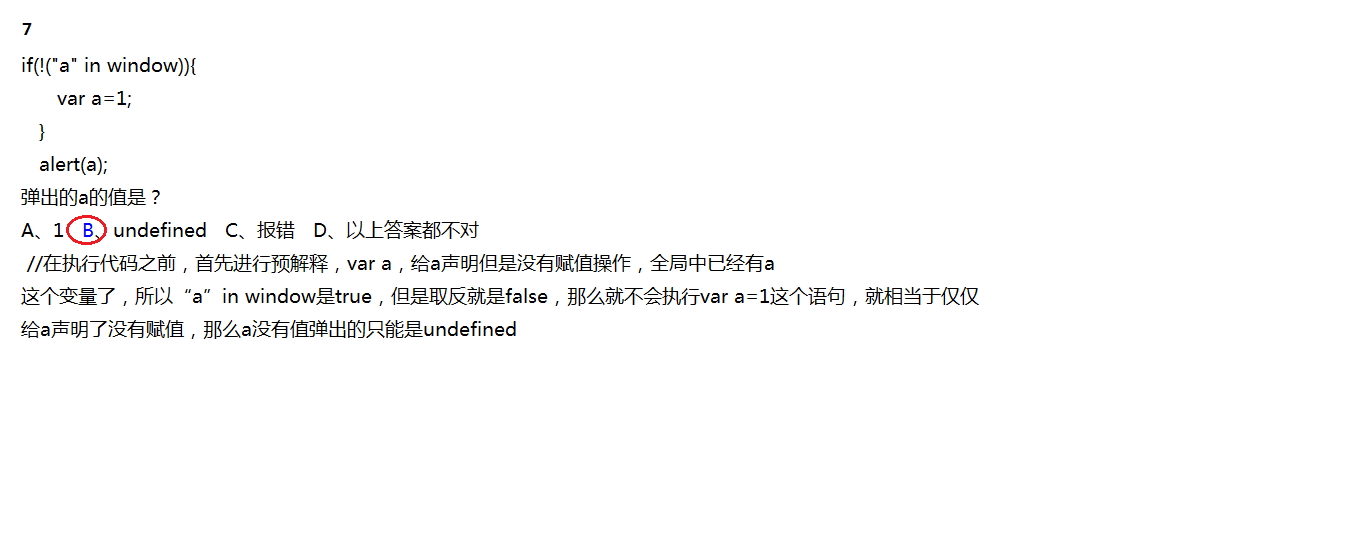 7
if(!("a" in window)){
var a=1;
}
alert(a);
弹出的a的值是？
A、1 B、undefined C、报错 D、以上答案都不对
//在执行代码之前，首先进行预解释，var a，给a声明但是没有赋值操作，全局中已经有a
这个变量了，所以“a”in window是true，但是取反就是false，那么就不会执行var a=1这个语句，就相当于仅仅
给a声明了没有赋值，那么a没有值弹出的只能是undefined